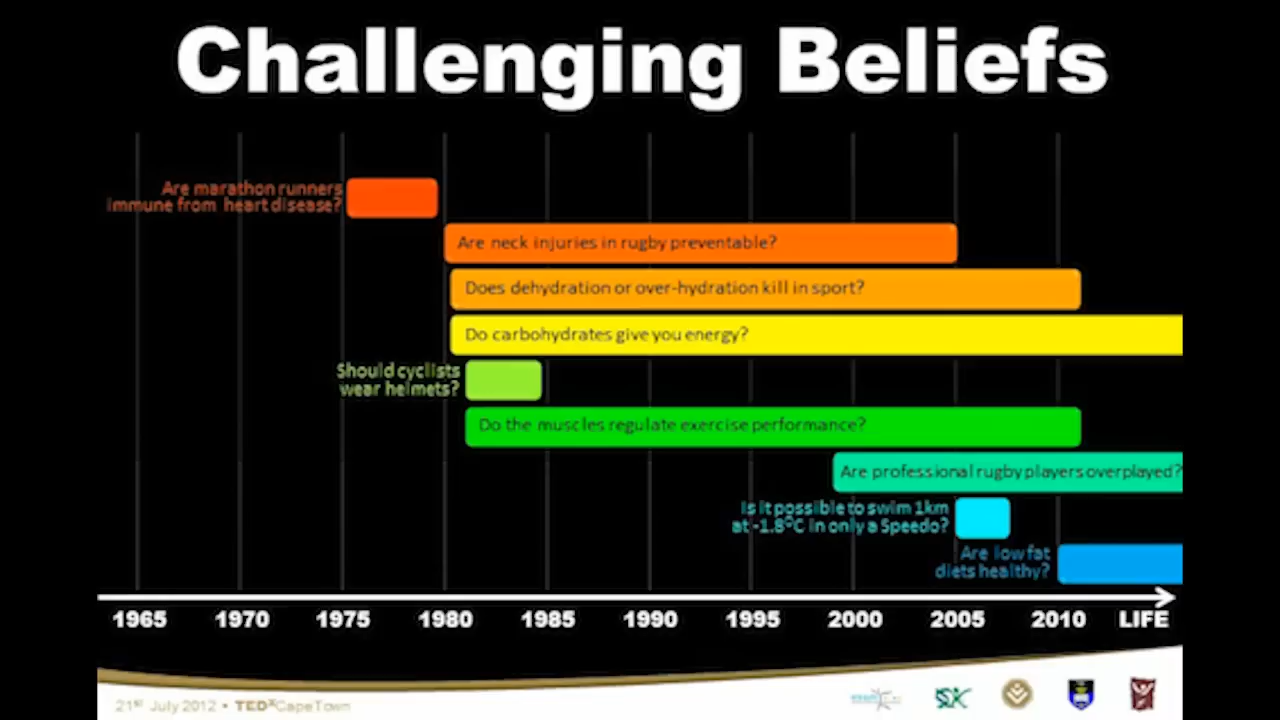 Challenging Beliefs
Are marathon runners
immune from heart disease?
Are neck injuries in rugby preventable?
Does dehydration or over-hydration kill in sport?
Do carbohydrates give you energy?
Should cyclists
wear helmets?
Do the muscles regulate exercise performance?
Are professional rugby players overplayed?
Is it possible to swim 1km
at -1.8ºC in only a Speedo?
Are low fat
diets healthy?
1965 1970 1975 1980 1985 1990 1995 2000 2005 2010 LIFE
21st July 2012 • TEDxCapeTown